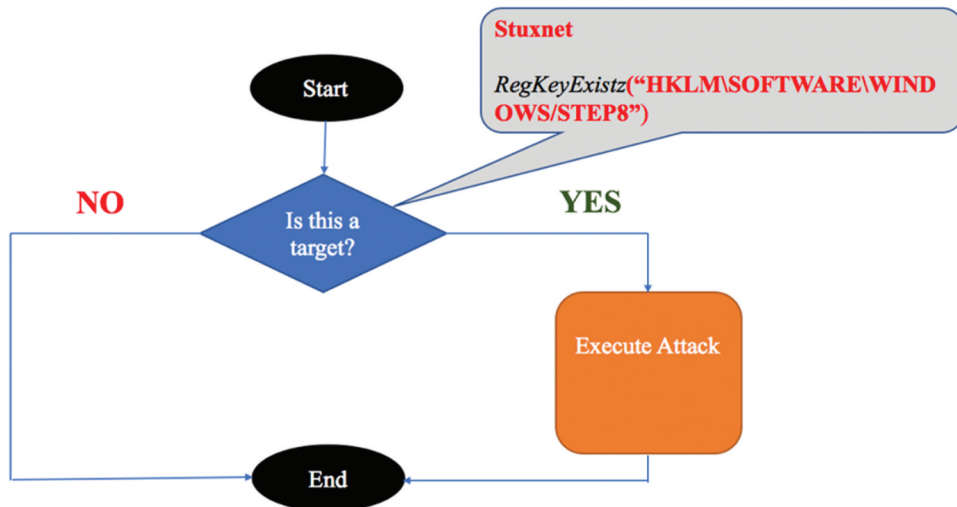 Stuxnet
RegKeyExistz(“HKLM\SOFTWARE\WIND
OWS/STEP8”)
Start
NO
YES
Is this a
target?
Execute Attack
End